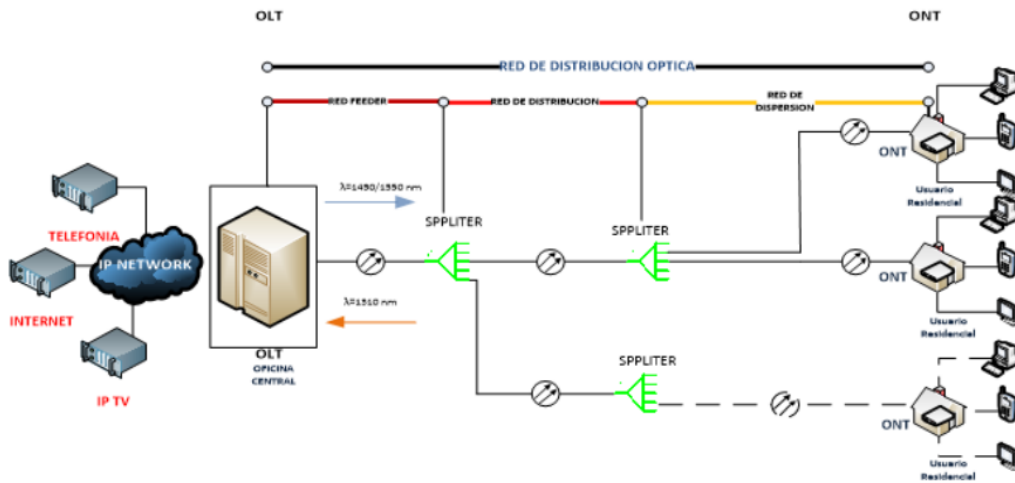 OLT
ONT
RED DE DISTRIBUCION OPTICA
RED FEEDER
RED DE DISTRIBUCION
RED DE
DISPERSION
ONT
Usuario
Residencial
λ=1490/1550 nm
SPPLITER
SPPLITER
TELEFONIA
IP NETWORK
INTERNET
IP TV
λ=1310 nm
OLT
OFICINA
CENTRAL
ONT
Usuario
Residencial
SPPLITER
ONT
Usuario
Residencial